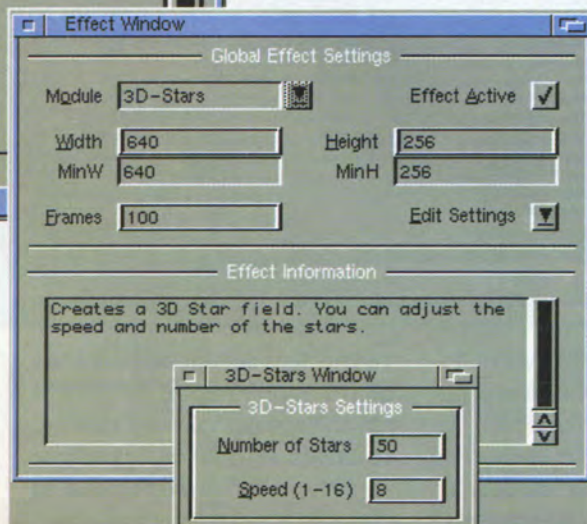 Effect Window
Global Effect Settings
Module 3D-Stars Effect Active
Width 640 Height 256
MinW 640 MinH 256
Frames 100 Edit Settings
Effect Information
Creates a 3D Star field. You can adjust the
speed and number of the stars.
3D-Stars Window
3D-Stars Settings
Number of Stars 50
Speed (1-16) 8